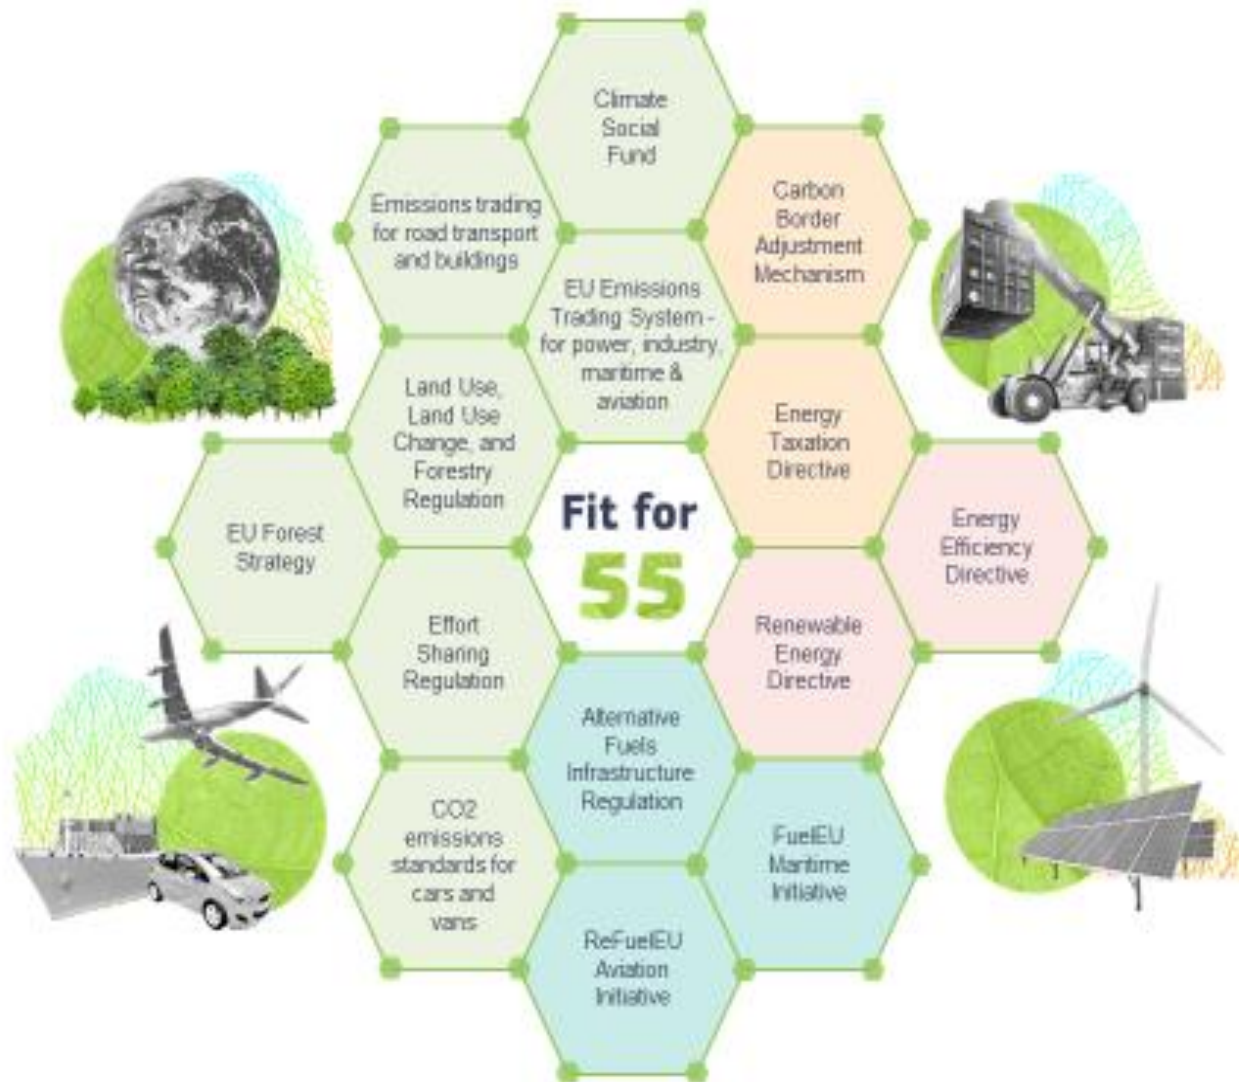 Climate
Social
Fund
Emissions trading
for road transport
and buildings
Carbon
Border
Adjustment
Mechanism
EU Emissions
Trading System -
for power, industry,
maritime &
aviation
Land Use,
Land Use
Change, and
Forestry
Regulation
Energy
Taxation
Directive
EU Forest
Strategy
Fit for
55
Energy
Efficiency
Directive
Effort
Sharing
Regulation
Renewable
Energy
Directive
Alternative
Fuels
Infrastructure
Regulation
CO2
emissions
standards for
cars and
vans
FuelEU
Maritime
Initiative
ReFuelEU
Aviation
Initiative